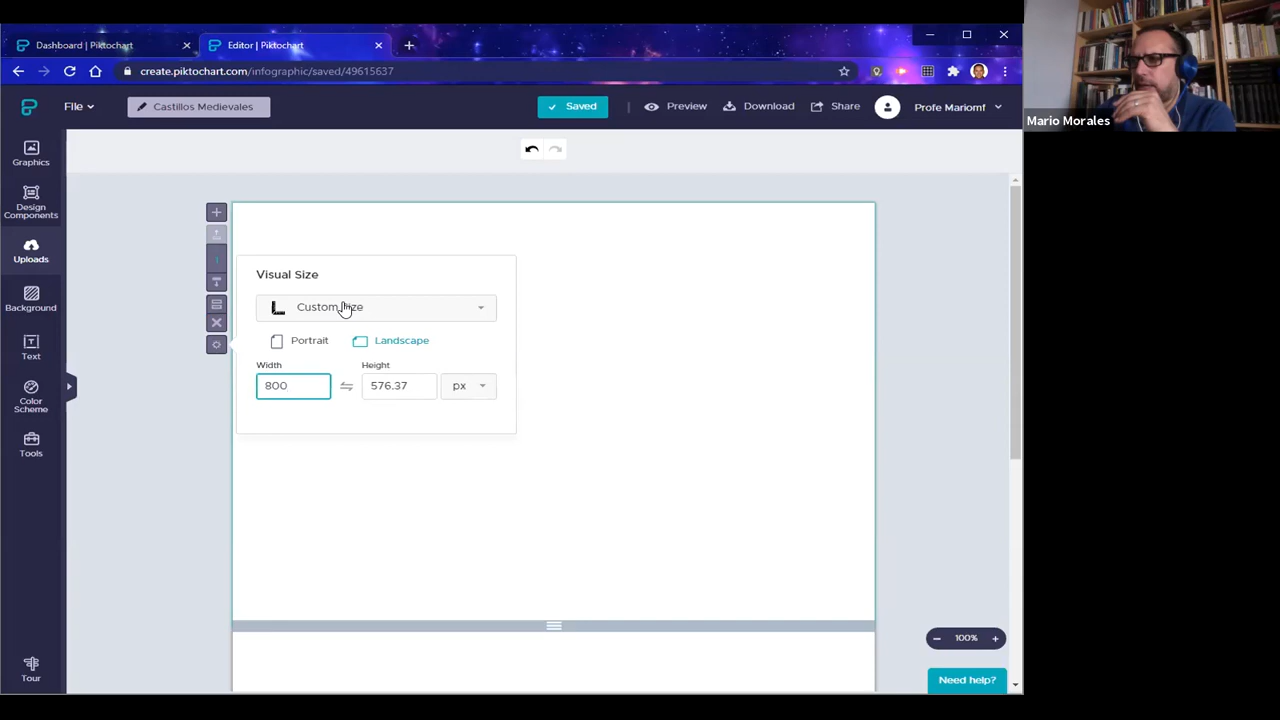 Dashboard | Piktochart
Editor | Piktochart
create.piktochart.com/infographic/saved/49615637
Mario Morales
File
Castillos Medievales
Saved
Preview
Download
Share
Profe Mariomf
Graphics
Design
Components
Uploads
Background
Text
Color
Scheme
Tools
Tour
Visual Size
Custom Size
Portrait
Landscape
Width
Height
800
576.37
px
100%
Need help?